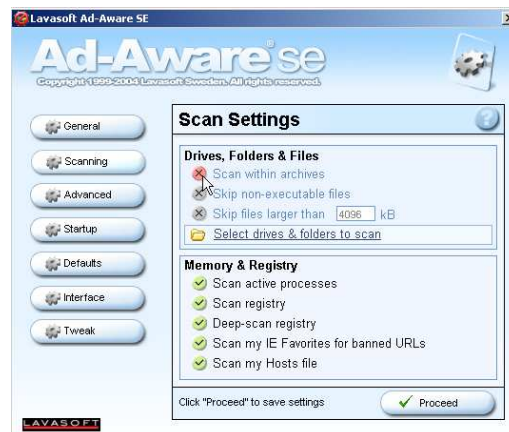 Lavasoft Ad-Aware SE
Ad-Aware SE
Copyright 1999-2004 Lavasoft Sweden. All rights reserved.
General
Scanning
Advanced
Startup
Defaults
Interface
Tweak
Scan Settings
Drives, Folders & Files
Scan within archives
Skip non-executable files
Skip files larger than 4096 kB
Select drives & folders to scan
Memory & Registry
Scan active processes
Scan registry
Deep-scan registry
Scan my IE Favorites for banned URLs
Scan my Hosts file
Click "Proceed" to save settings
Proceed
LAVASOFT